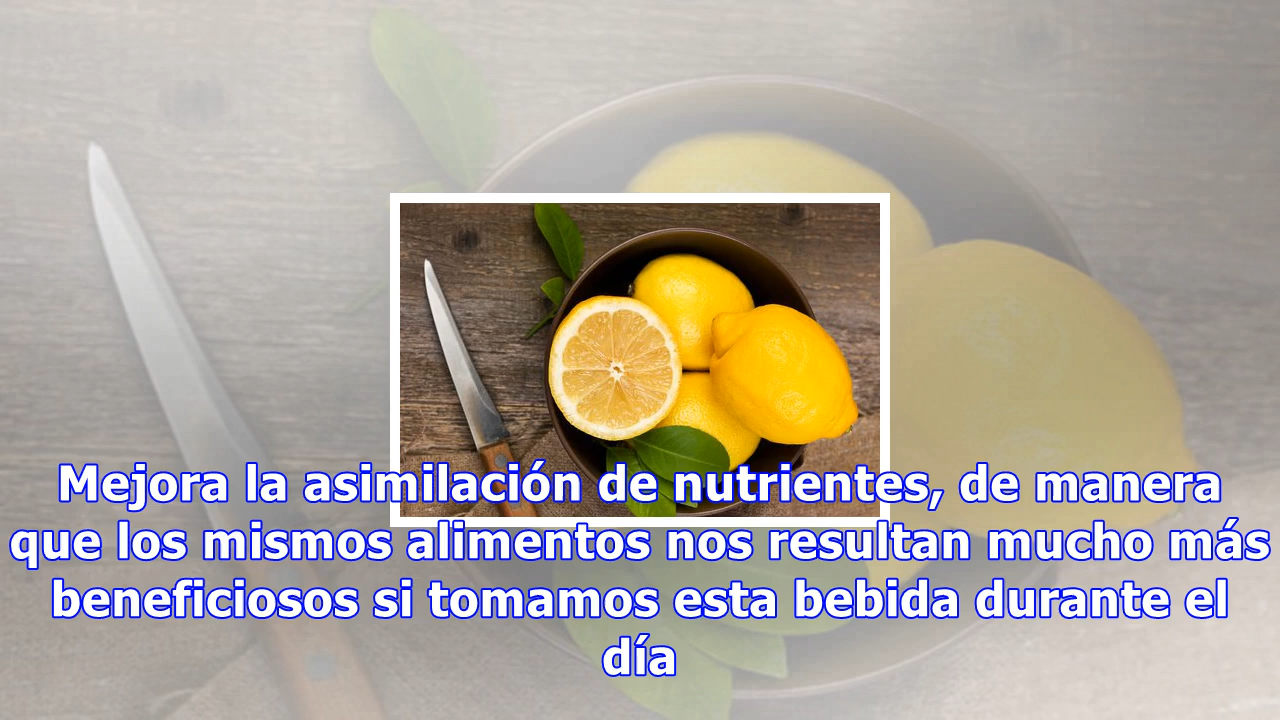 Mejora la asimilación de nutrientes, de manera
que los mismos alimentos nos resultan mucho más
beneficiosos si tomamos esta bebida durante el
día